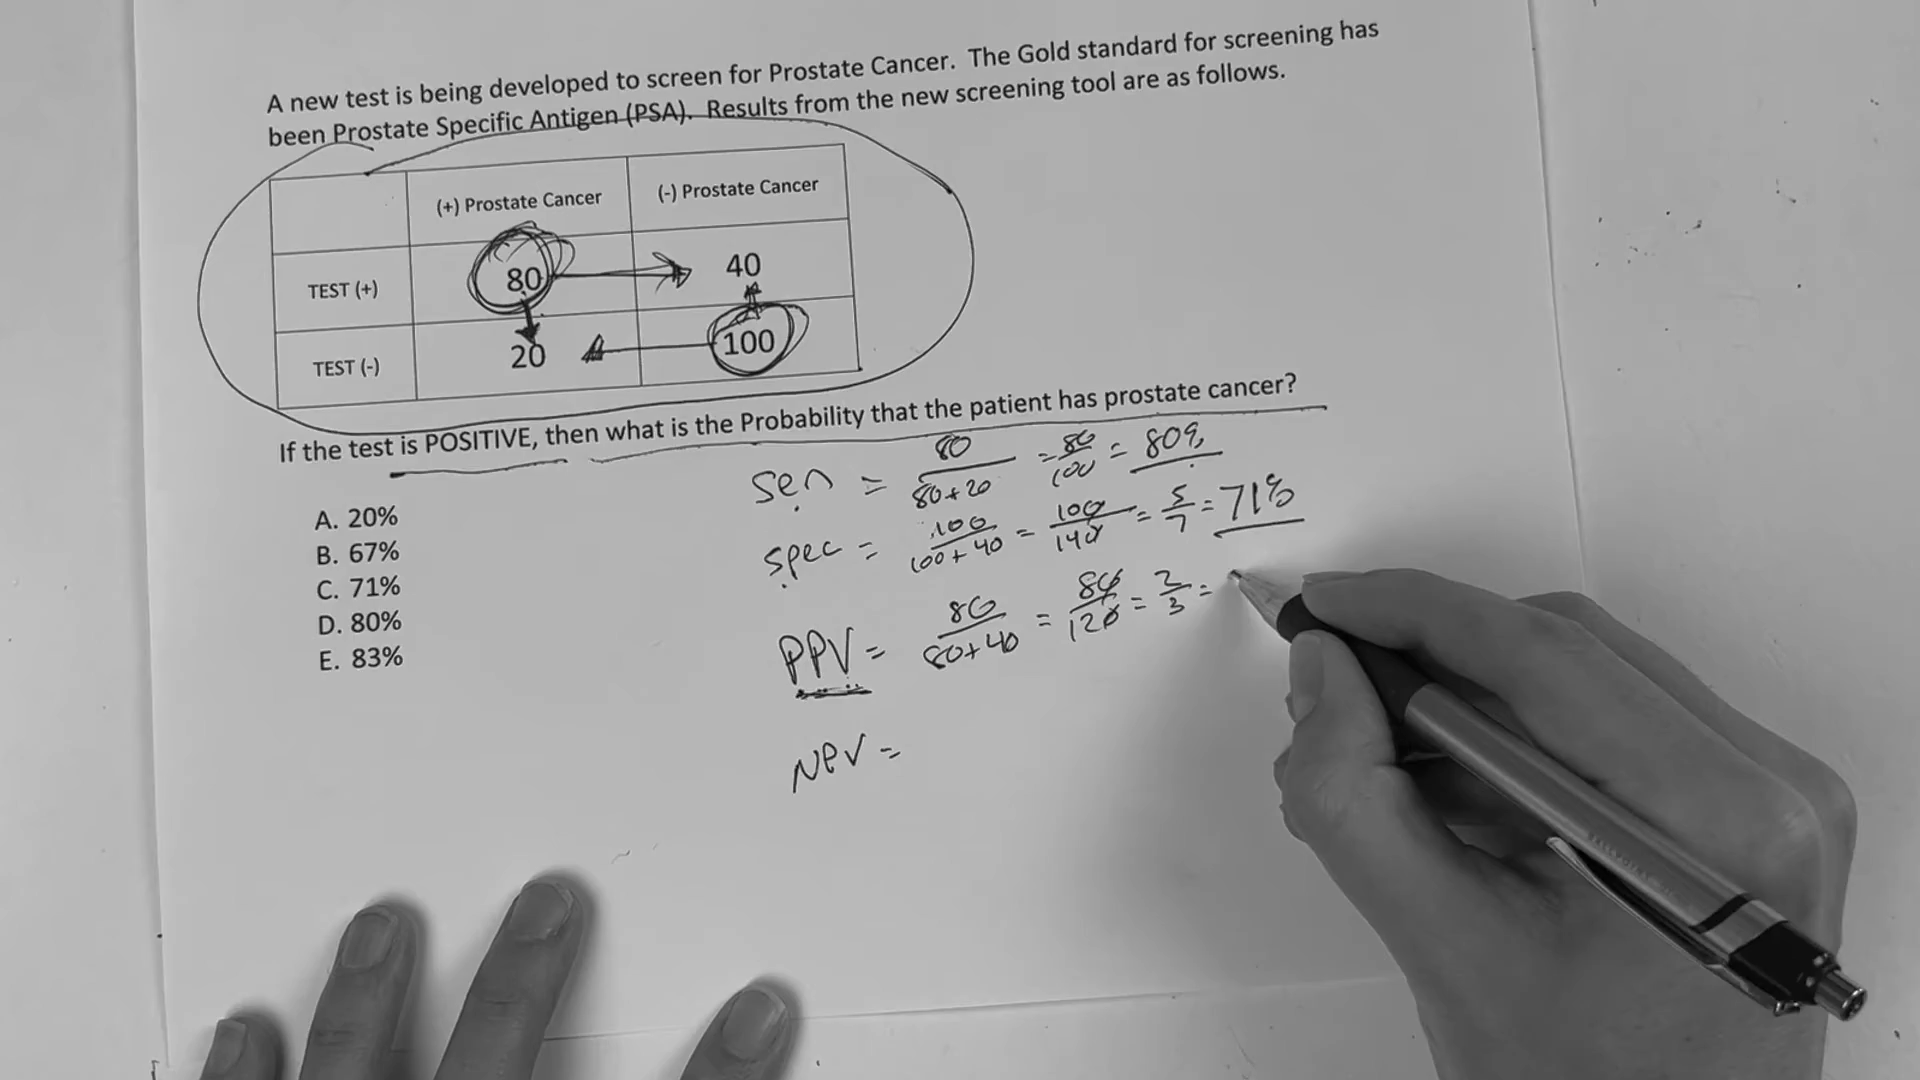 A new test is being developed to screen for Prostate Cancer. The Gold standard for screening has
been Prostate Specific Antigen (PSA). Results from the new screening tool are as follows.
(+) Prostate Cancer (-) Prostate Cancer
TEST (+) 80 40
TEST (-) 20 100
If the test is POSITIVE, then what is the Probability that the patient has prostate cancer?
A. 20%
B. 67%
C. 71%
D. 80%
E. 83%
sen = 80/80+20 = 80/100 = 80%
spec = 100/100+40 = 100/140 = 5/7 = 71%
PPV = 80/80+40 = 80/120 = 2/3 =
NPV =